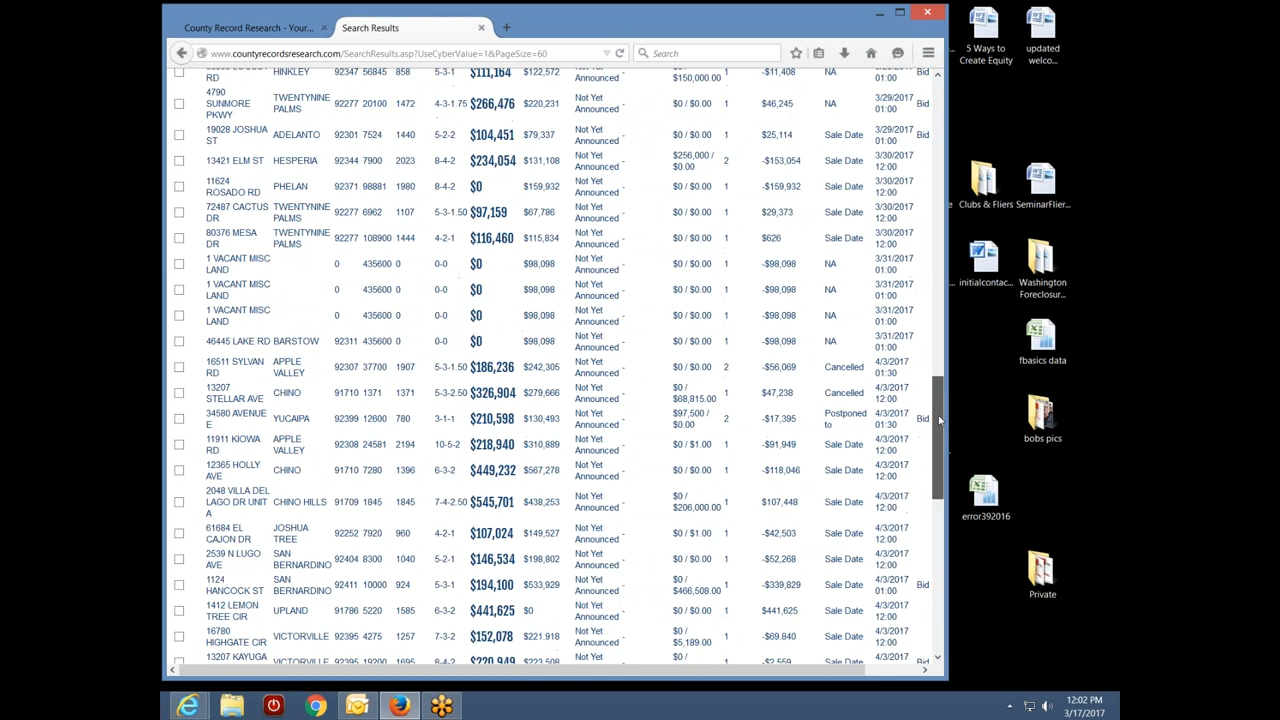 County Record Research - Your... × Search Results × +
www.countyrecordsresearch.com/SearchResults.asp?UseCyberValue=1&PageSize=60 Search
RD HINKLEY 92347 56845 858 5-3-1 $111,164 $122,572 Announced - $150,000.00 1 -$11,408 NA 01:00 Bid
4790 SUNMORE PKWY TWENTYNINE PALMS 92277 20100 1472 4-3-1.75 $266,476 $220,231 Not Yet Announced - $0 / $0.00 1 $46,245 NA 3/29/2017 01:00 Bid
19028 JOSHUA ST ADELANTO 92301 7524 1440 5-2-2 $104,451 $79,337 Not Yet Announced - $0 / $0.00 1 $25,114 Sale Date 3/29/2017 01:00 Bid
13421 ELM ST HESPERIA 92344 7900 2023 8-4-2 $234,054 $131,108 Not Yet Announced - $256,000 / $0.00 2 -$153,054 Sale Date 3/30/2017 12:00
11624 ROSADO RD PHELAN 92371 98881 1980 8-4-2 $0 $159,932 Not Yet Announced - $0 / $0.00 1 -$159,932 Sale Date 3/30/2017 12:00
72487 CACTUS DR TWENTYNINE PALMS 92277 6962 1107 5-3-1.50 $97,159 $67,786 Not Yet Announced - $0 / $0.00 1 $29,373 Sale Date 3/30/2017 12:00
80376 MESA DR TWENTYNINE PALMS 92277 108900 1444 4-2-1 $116,460 $115,834 Not Yet Announced - $0 / $0.00 1 $626 Sale Date 3/30/2017 12:00
1 VACANT MISC LAND 0 435600 0 0-0 $0 $98,098 Not Yet Announced - $0 / $0.00 1 -$98,098 NA 3/31/2017 01:00
1 VACANT MISC LAND 0 435600 0 0-0 $0 $98,098 Not Yet Announced - $0 / $0.00 1 -$98,098 NA 3/31/2017 01:00
1 VACANT MISC LAND 0 435600 0 0-0 $0 $98,098 Not Yet Announced - $0 / $0.00 1 -$98,098 NA 3/31/2017 01:00
46445 LAKE RD BARSTOW 92311 435600 0 0-0 $0 $98,098 Not Yet Announced - $0 / $0.00 1 -$98,098 NA 3/31/2017 01:00
16511 SYLVAN RD APPLE VALLEY 92307 37700 1907 5-3-1.50 $186,236 $242,305 Not Yet Announced - $0 / $0.00 2 -$56,069 Cancelled 4/3/2017 01:30
13207 STELLAR AVE CHINO 91710 1371 1371 5-3-2.50 $326,904 $279,666 Not Yet Announced - $0 / $68,815.00 1 $47,238 Cancelled 4/3/2017 12:00
34580 AVENUE E YUCAIPA 92399 12600 780 3-1-1 $210,598 $130,493 Not Yet Announced - $97,500 / $0.00 2 -$17,395 Postponed to 4/3/2017 01:30 Bid
11911 KIOWA RD APPLE VALLEY 92308 24581 2194 10-5-2 $218,940 $310,889 Not Yet Announced - $0 / $1.00 1 -$91,949 Sale Date 4/3/2017 12:00
12365 HOLLY AVE CHINO 91710 7280 1396 6-3-2 $449,232 $567,278 Not Yet Announced - $0 / $0.00 1 -$118,046 Sale Date 4/3/2017 12:00
2048 VILLA DEL LAGO DR UNIT A CHINO HILLS 91709 1845 1845 7-4-2.50 $545,701 $438,253 Not Yet Announced - $0 / $206,000.00 1 $107,448 Sale Date 4/3/2017 12:00
61684 EL CAJON DR JOSHUA TREE 92252 7920 960 4-2-1 $107,024 $149,527 Not Yet Announced - $0 / $1.00 1 -$42,503 Sale Date 4/3/2017 12:00
2539 N LUGO AVE SAN BERNARDINO 92404 8300 1040 5-2-1 $146,534 $198,802 Not Yet Announced - $0 / $0.00 1 -$52,268 Sale Date 4/3/2017 12:00
1124 HANCOCK ST SAN BERNARDINO 92411 10000 924 5-3-1 $194,100 $533,929 Not Yet Announced - $0 / $466,508.00 1 -$339,829 Sale Date 4/3/2017 01:00 Bid
1412 LEMON TREE CIR UPLAND 91786 5220 1585 6-3-2 $441,625 $0 Not Yet Announced - $0 / $0.00 1 $441,625 Sale Date 4/3/2017 12:00
16780 HIGHGATE CIR VICTORVILLE 92395 4275 1257 7-3-2 $152,078 $221.918 Not Yet Announced - $0 / $5,189.00 1 -$69.840 Sale Date 4/3/2017 12:00
13207 KAYUGA VICTORVILLE 92395 19200 1695 8-4-2 $220,949 $223,508 Not Yet $0 / 1 -$2,559 Sale Date 4/3/2017 Bid
5 Ways to Create Equity
updated welco...
Clubs & Fliers
SeminarFlier...
initialcontac...
Washington Foreclosur...
fbasics data
bobs pics
error392016
Private
12:02 PM
3/17/2017